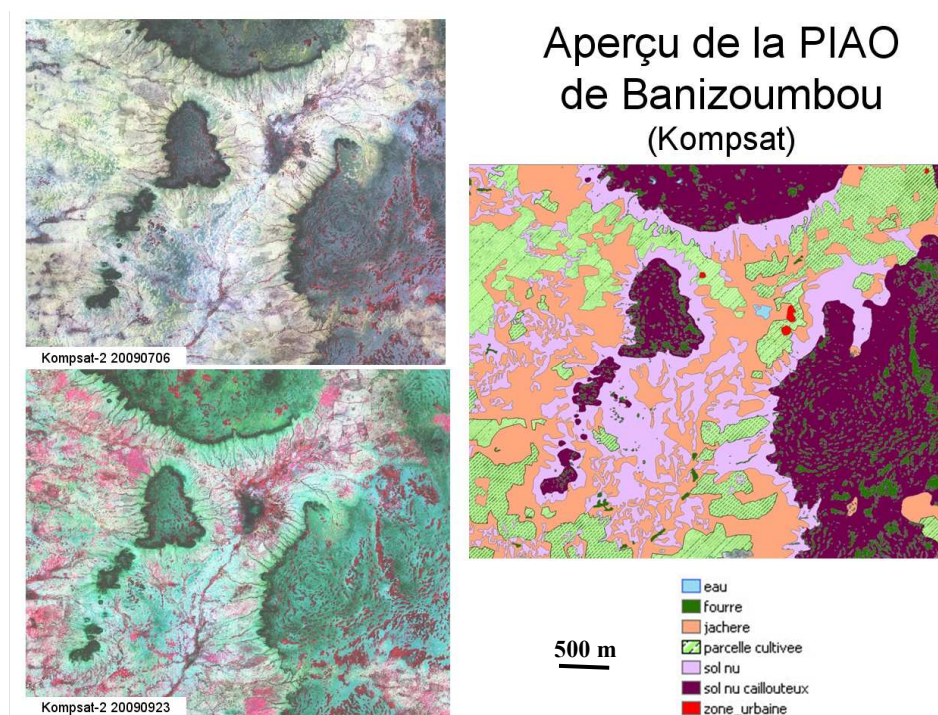 Aperçu de la PIAO
de Banizoumbou
(Kompsat)
Kompsat-2 20090706
Kompsat-2 20090923
500 m
eau
fourre
jachere
parcelle cultivee
sol nu
sol nu caillouteux
zone_urbaine